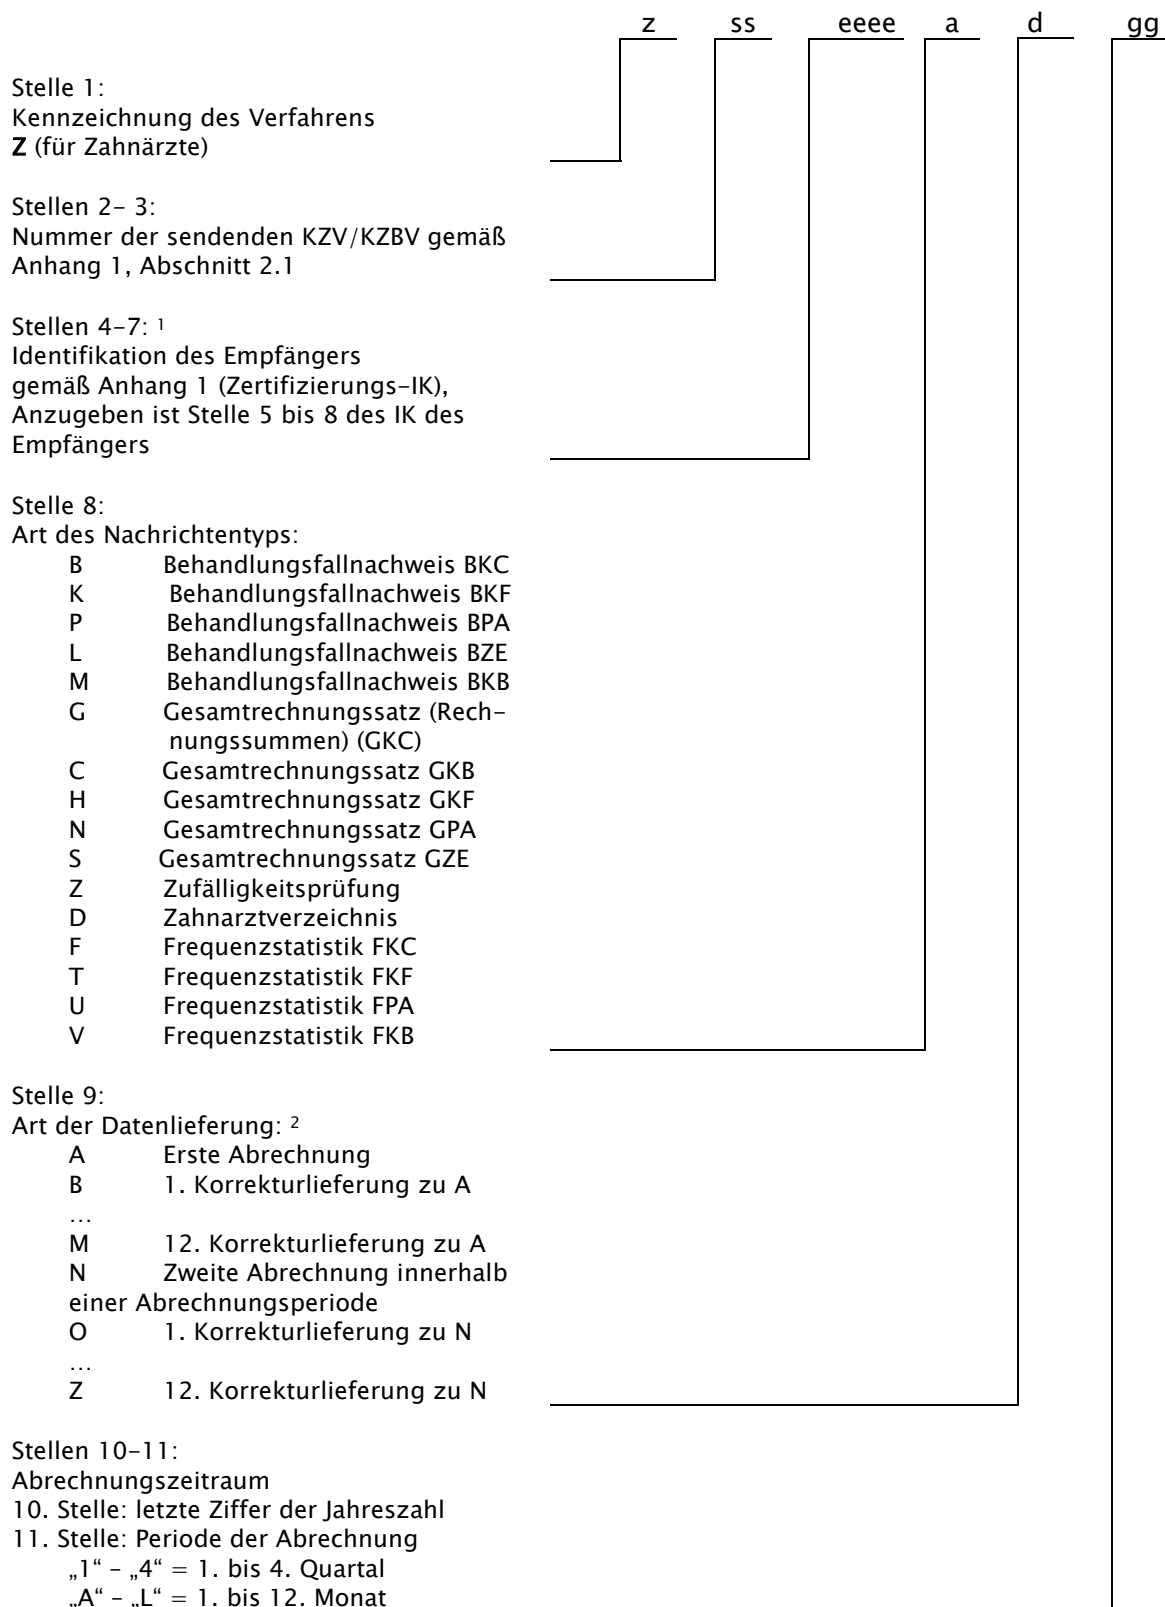 z ss eeee a d gg
Stelle 1:
Kennzeichnung des Verfahrens
Z (für Zahnärzte)
Stellen 2- 3:
Nummer der sendenden KZV/KZBV gemäß
Anhang 1, Abschnitt 2.1
Stellen 4-7: 1
Identifikation des Empfängers
gemäß Anhang 1 (Zertifizierungs-IK),
Anzugeben ist Stelle 5 bis 8 des IK des
Empfängers
Stelle 8:
Art des Nachrichtentyps:
B Behandlungsfallnachweis BKC
K Behandlungsfallnachweis BKF
P Behandlungsfallnachweis BPA
L Behandlungsfallnachweis BZE
M Behandlungsfallnachweis BKB
G Gesamtrechnungssatz (Rech-
nungssummen) (GKC)
C Gesamtrechnungssatz GKB
H Gesamtrechnungssatz GKF
N Gesamtrechnungssatz GPA
S Gesamtrechnungssatz GZE
Z Zufälligkeitsprüfung
D Zahnarztverzeichnis
F Frequenzstatistik FKC
T Frequenzstatistik FKF
U Frequenzstatistik FPA
V Frequenzstatistik FKB
Stelle 9:
Art der Datenlieferung: 2
A Erste Abrechnung
B 1. Korrekturlieferung zu A
…
M 12. Korrekturlieferung zu A
N Zweite Abrechnung innerhalb
einer Abrechnungsperiode
O 1. Korrekturlieferung zu N
…
Z 12. Korrekturlieferung zu N
Stellen 10-11:
Abrechnungszeitraum
10. Stelle: letzte Ziffer der Jahreszahl
11. Stelle: Periode der Abrechnung
„1“ – „4“ = 1. bis 4. Quartal
„A“ – „L“ = 1. bis 12. Monat